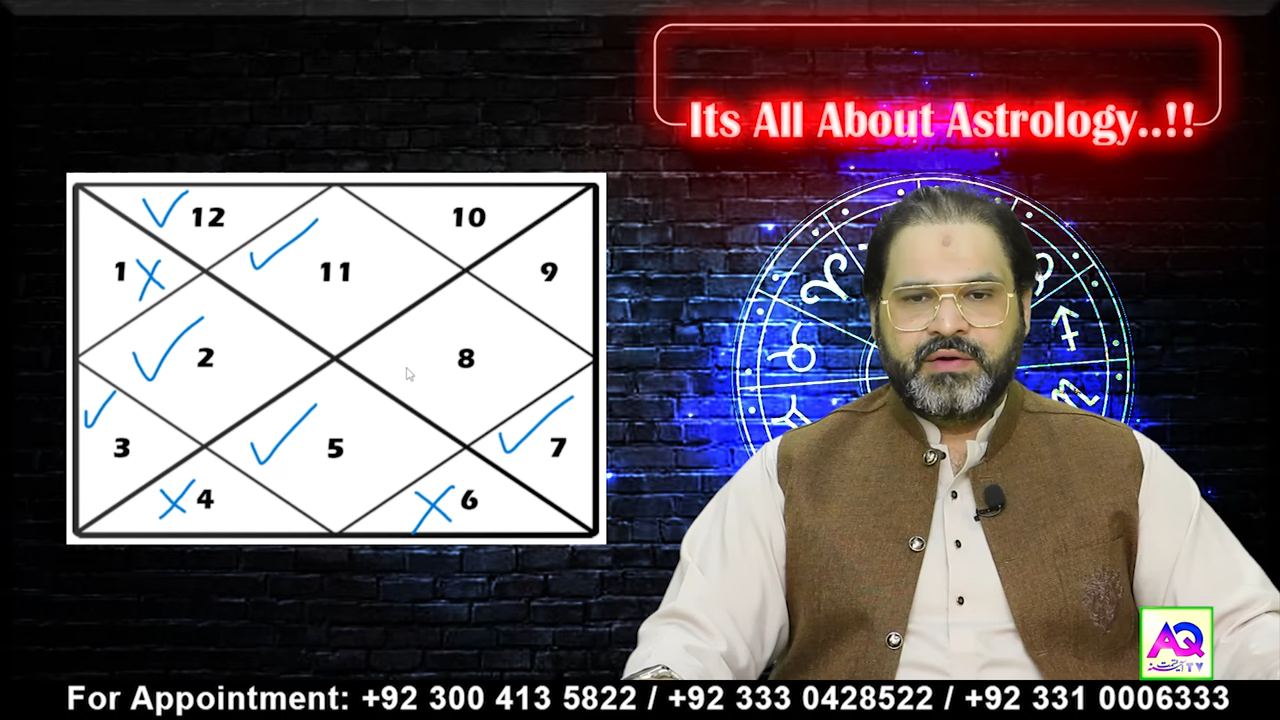 Its All About Astrology..!!
12 10
1 11 9
2 8
3 5 7
4 6
AQ
TV
For Appointment: +92 300 413 5822 / +92 333 0428522 / +92 331 0006333